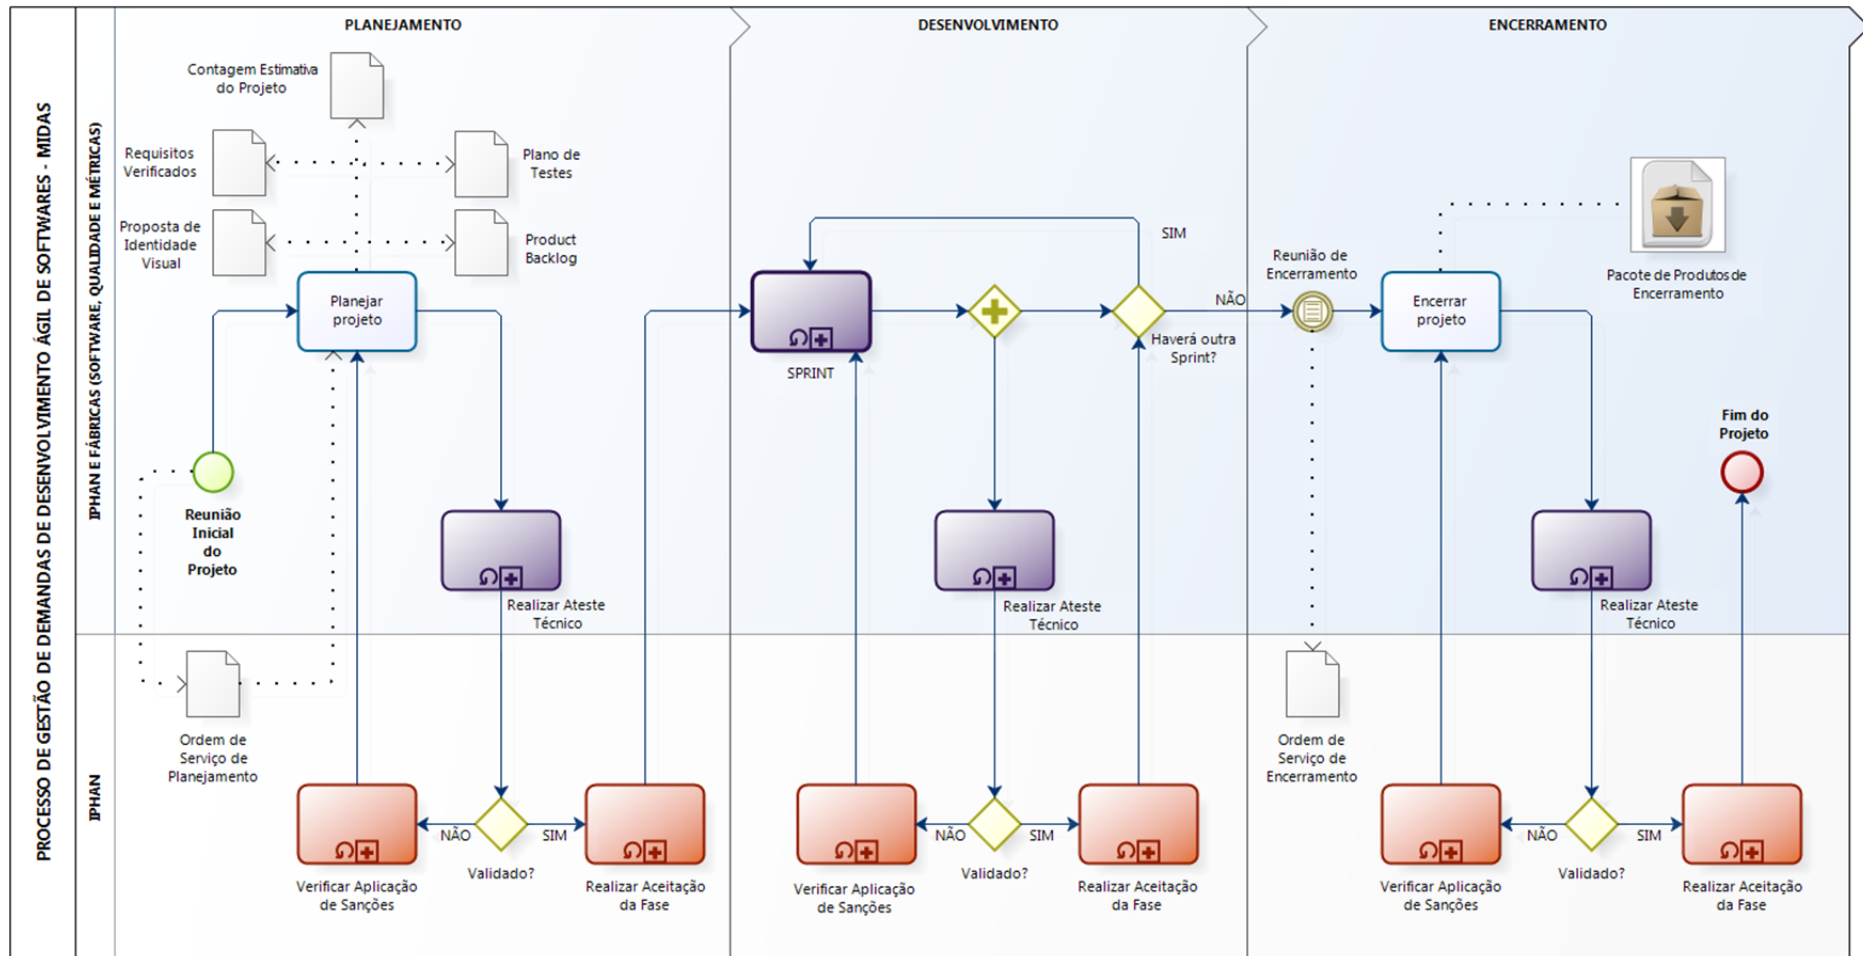 PROCESSO DE GESTÃO DE DEMANDAS DE DESENVOLVIMENTO ÁGIL DE SOFTWARES - MIDAS
IPHAN E FÁBRICAS (SOFTWARE, QUALIDADE E MÉTRICAS)
IPHAN
PLANEJAMENTO
Contagem Estimativa
do Projeto
Requisitos
Verificados
Plano de
Testes
Proposta de
Identidade
Visual
Product
Backlog
Planejar
projeto
Reunião
Inicial
do
Projeto
Realizar Ateste
Técnico
Ordem de
Serviço de
Planejamento
NÃO
SIM
Validado?
Verificar Aplicação
de Sanções
Realizar Aceitação
da Fase
DESENVOLVIMENTO
SIM
NÃO
Haverá outra
Sprint?
SPRINT
Realizar Ateste
Técnico
NÃO
SIM
Validado?
Verificar Aplicação
de Sanções
Realizar Aceitação
da Fase
ENCERRAMENTO
Reunião de
Encerramento
Encerrar
projeto
Pacote de Produtos de
Encerramento
Fim do
Projeto
Realizar Ateste
Técnico
Ordem de
Serviço de
Encerramento
NÃO
SIM
Validado?
Verificar Aplicação
de Sanções
Realizar Aceitação
da Fase